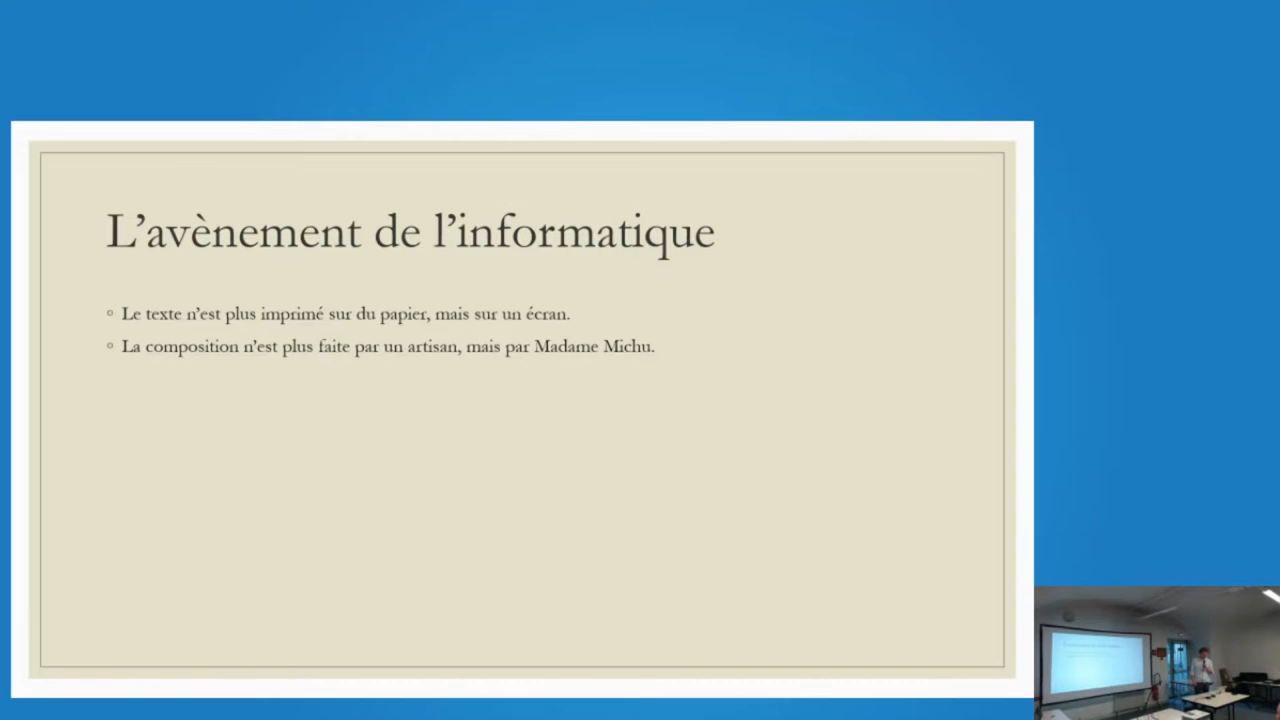 L’avènement de l’informatique
Le texte n’est plus imprimé sur du papier, mais sur un écran.
La composition n’est plus faite par un artisan, mais par Madame Michu.